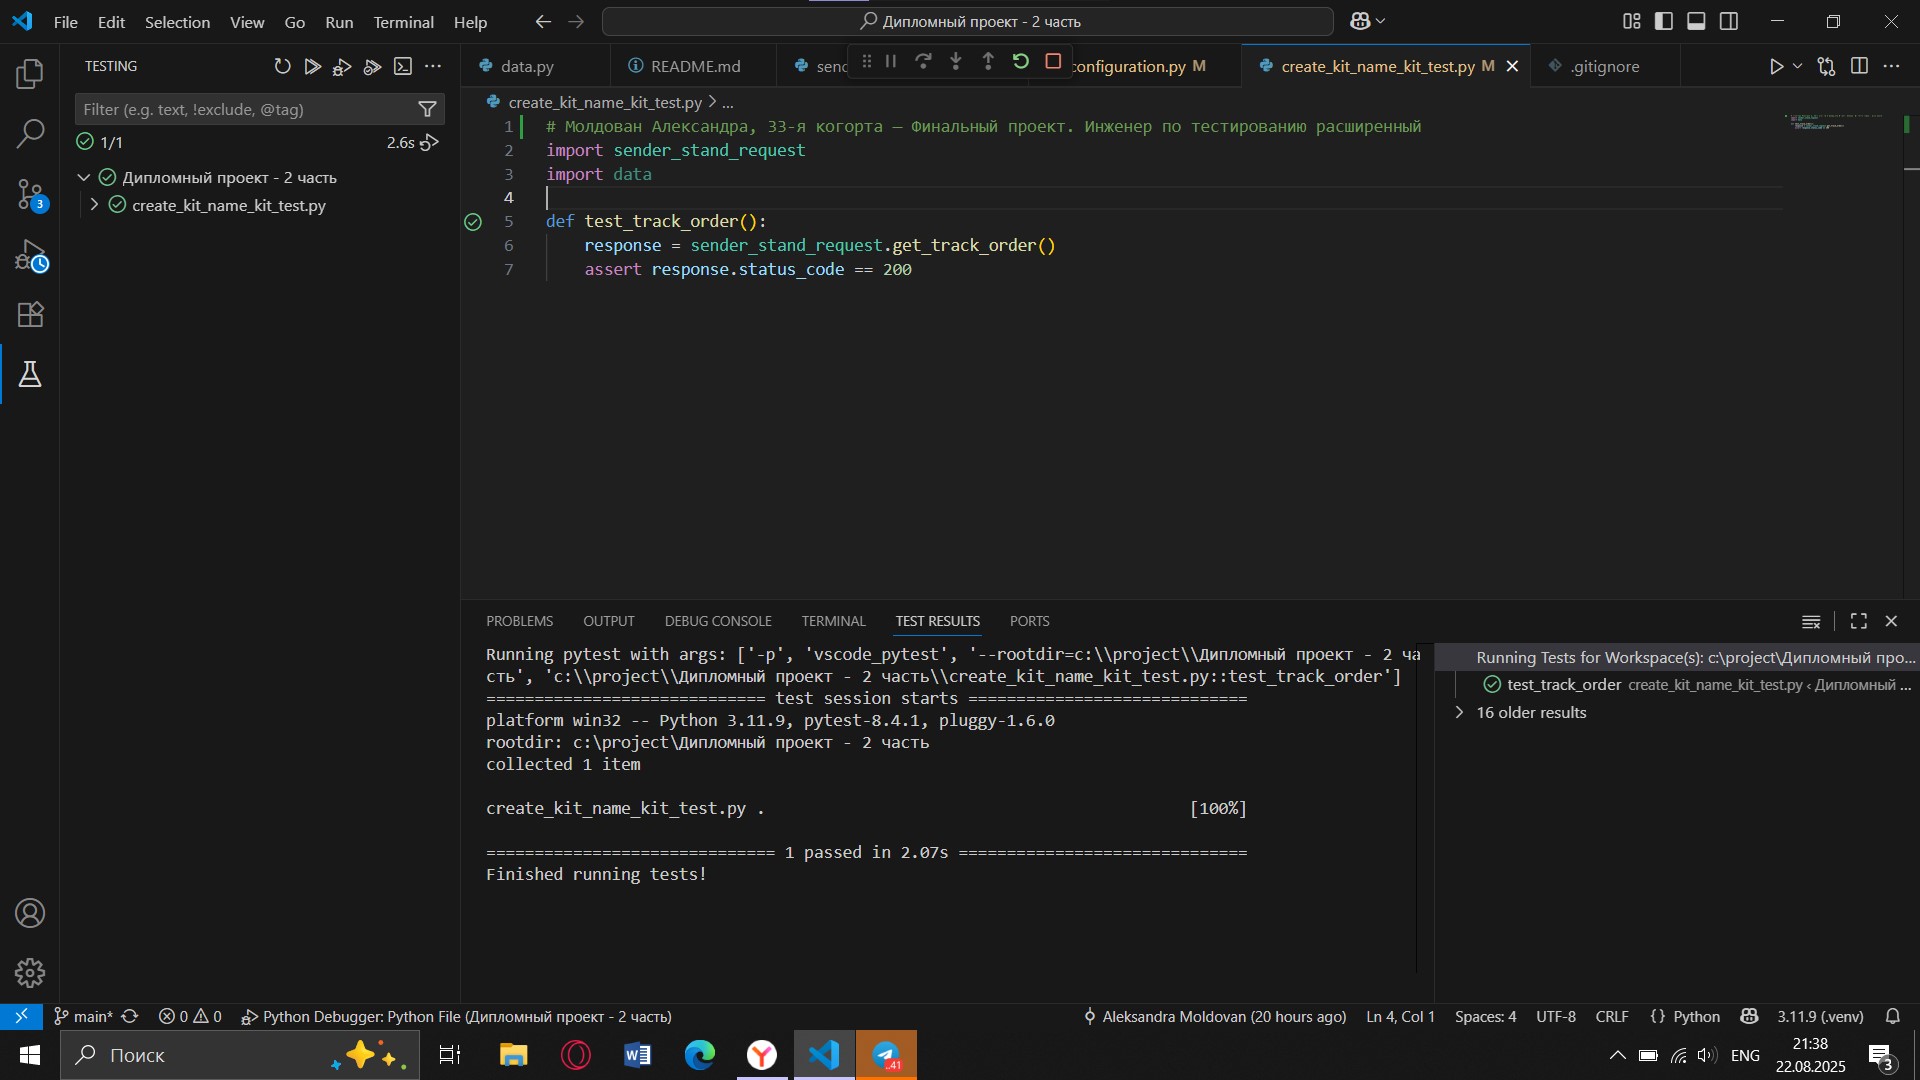 File Edit Selection View Go Run Terminal Help
Дипломный проект - 2 часть
TESTING
Filter (e.g. text, !exclude, @tag)
1/1
2.6s
Дипломный проект - 2 часть
create_kit_name_kit_test.py
data.py
README.md
send
configuration.py M
create_kit_name_kit_test.py M
.gitignore
create_kit_name_kit_test.py > ...
1 # Молдован Александра, 33-я когорта — Финальный проект. Инженер по тестированию расширенный
2 import sender_stand_request
3 import data
4
5 def test_track_order():
6 response = sender_stand_request.get_track_order()
7 assert response.status_code == 200
PROBLEMS OUTPUT DEBUG CONSOLE TERMINAL TEST RESULTS PORTS
Running pytest with args: ['-p', 'vscode_pytest', '--rootdir=c:\\project\\Дипломный проект - 2 ча
сть', 'c:\\project\\Дипломный проект - 2 часть\\create_kit_name_kit_test.py::test_track_order']
============================= test session starts =============================
platform win32 -- Python 3.11.9, pytest-8.4.1, pluggy-1.6.0
rootdir: c:\project\Дипломный проект - 2 часть
collected 1 item
create_kit_name_kit_test.py . [100%]
============================== 1 passed in 2.07s ==============================
Finished running tests!
Running Tests for Workspace(s): c:\project\Дипломный про...
test_track_order create_kit_name_kit_test.py ‹ Дипломный ...
16 older results
3
main*
0 0
Python Debugger: Python File (Дипломный проект - 2 часть)
Aleksandra Moldovan (20 hours ago)
Ln 4, Col 1
Spaces: 4
UTF-8
CRLF
{ } Python
3.11.9 (.venv)
Поиск
..41
ENG
21:38
22.08.2025
3